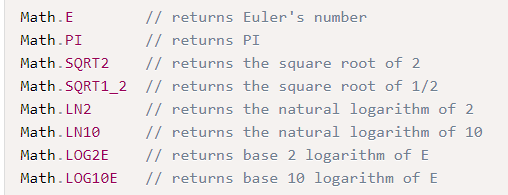 Math.E // returns Euler's number
Math.PI // returns PI
Math.SQRT2 // returns the square root of 2
Math.SQRT1_2 // returns the square root of 1/2
Math.LN2 // returns the natural logarithm of 2
Math.LN10 // returns the natural logarithm of 10
Math.LOG2E // returns base 2 logarithm of E
Math.LOG10E // returns base 10 logarithm of E